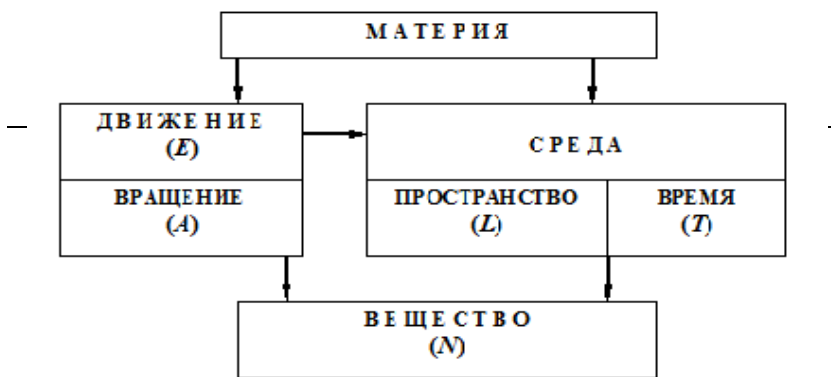 МАТЕРИЯ
ДВИЖЕНИЕ
(E)
СРЕДА
ВРАЩЕНИЕ
(A)
ПРОСТРАНСТВО
(L)
ВРЕМЯ
(T)
ВЕЩЕСТВО
(N)